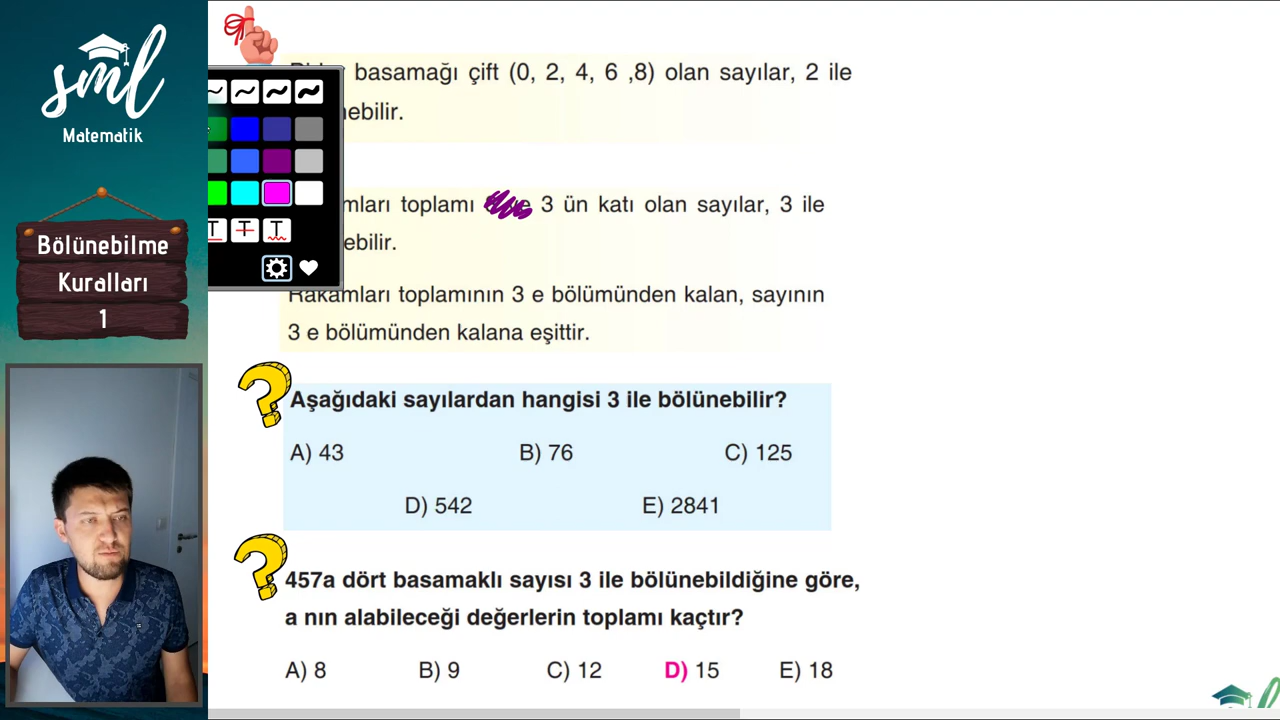 sml
Matematik
Bölünebilme
Kuralları
1
basamağı çift (0, 2, 4, 6 ,8) olan sayılar, 2 ile
nebilir.
mları toplamı 3 ün katı olan sayılar, 3 ile
ebilir.
Rakamları toplamının 3 e bölümünden kalan, sayının
3 e bölümünden kalana eşittir.
Aşağıdaki sayılardan hangisi 3 ile bölünebilir?
A) 43 B) 76 C) 125
D) 542 E) 2841
457a dört basamaklı sayısı 3 ile bölünebildiğine göre,
a nın alabileceği değerlerin toplamı kaçtır?
A) 8 B) 9 C) 12 D) 15 E) 18